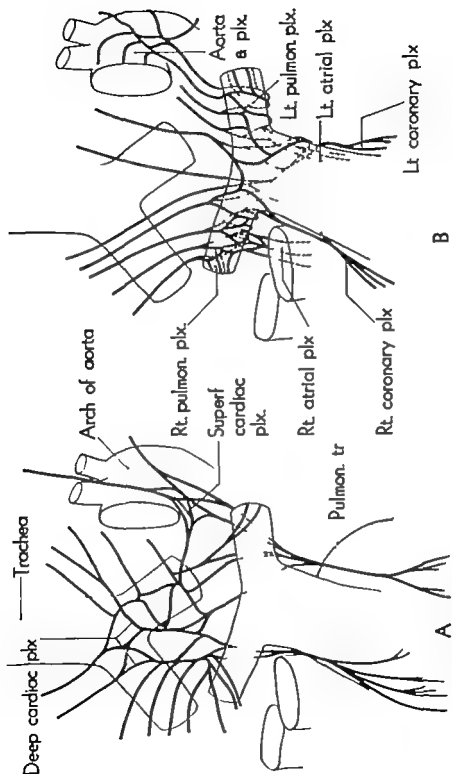 Deep cardiac plx
Trachea
Arch of aorta
Superf
cardiac
plx.
Pulmon. tr
A
Aorta
& plx.
Rt. pulmon. plx.
Lt. pulmon. plx.
Lt. atrial plx
Rt. atrial plx
Rt. coronary plx
Lt coronary plx
B